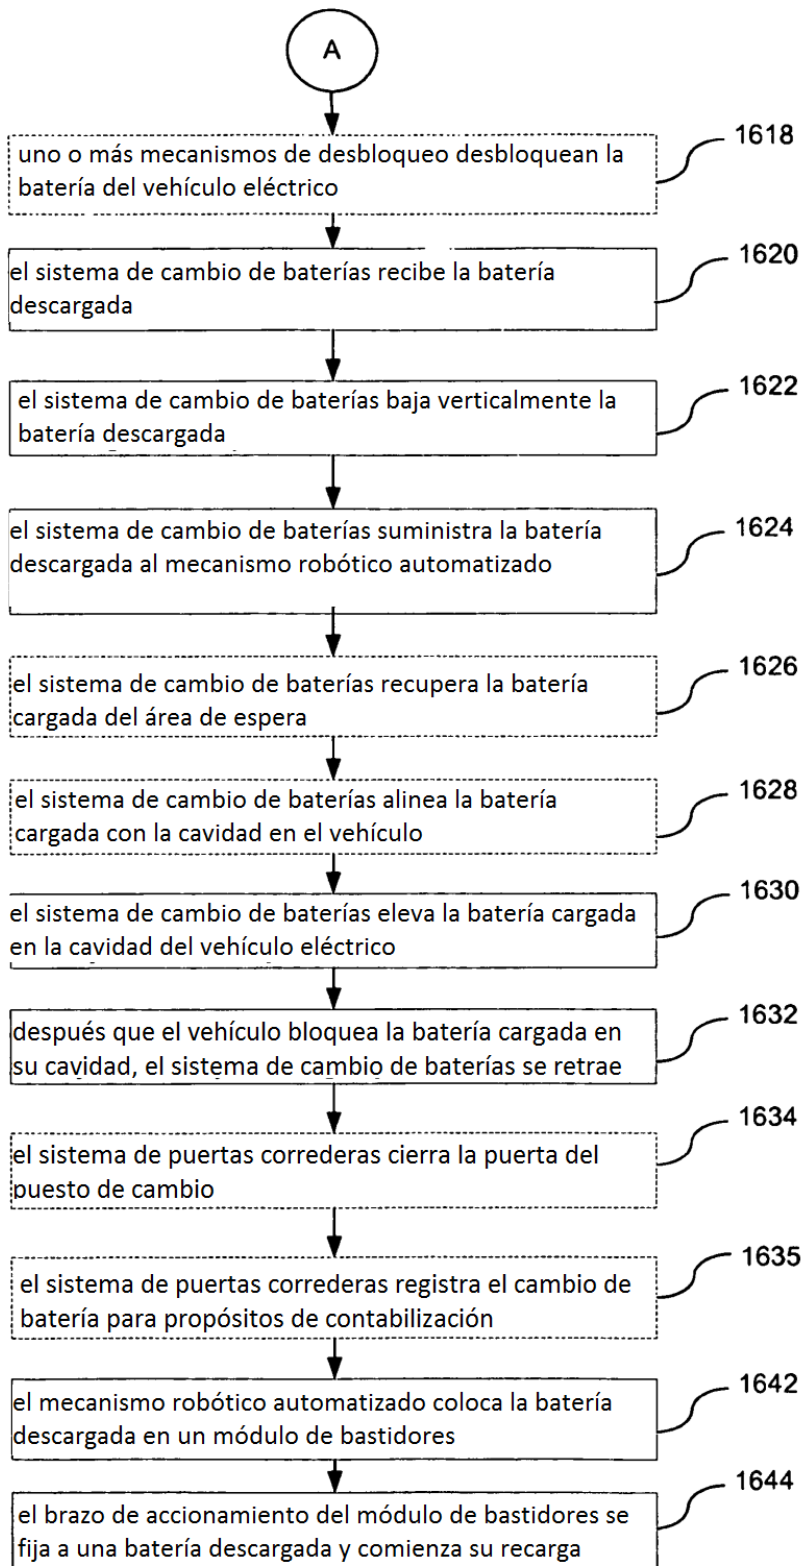 A
uno o más mecanismos de desbloqueo desbloquean la
batería del vehículo eléctrico
1618
el sistema de cambio de baterías recibe la batería
descargada
1620
el sistema de cambio de baterías baja verticalmente la
batería descargada
1622
el sistema de cambio de baterías suministra la batería
descargada al mecanismo robótico automatizado
1624
el sistema de cambio de baterías recupera la batería
cargada del área de espera
1626
el sistema de cambio de baterías alinea la batería
cargada con la cavidad en el vehículo
1628
el sistema de cambio de baterías eleva la batería cargada
en la cavidad del vehículo eléctrico
1630
después que el vehículo bloquea la batería cargada en
su cavidad, el sistema de cambio de baterías se retrae
1632
el sistema de puertas correderas cierra la puerta del
puesto de cambio
1634
el sistema de puertas correderas registra el cambio de
batería para propósitos de contabilización
1635
el mecanismo robótico automatizado coloca la batería
descargada en un módulo de bastidores
1642
el brazo de accionamiento del módulo de bastidores se
fija a una batería descargada y comienza su recarga
1644